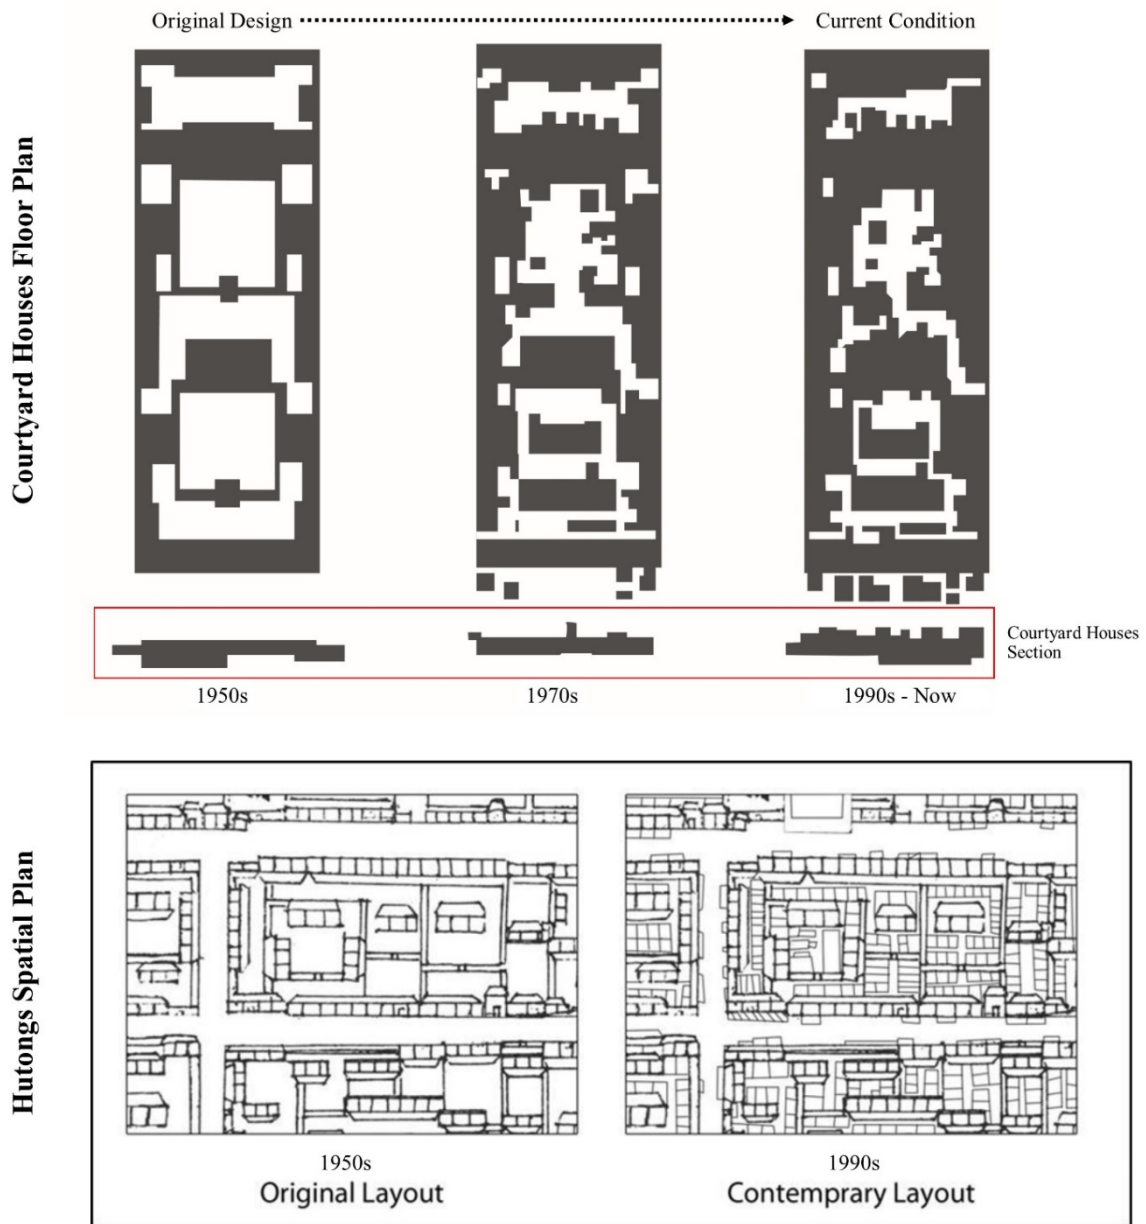 Original Design
Current Condition
Courtyard Houses Floor Plan
Courtyard Houses
Section
1950s
1970s
1990s - Now
Hutongs Spatial Plan
1950s
1990s
Original Layout
Contemprary Layout